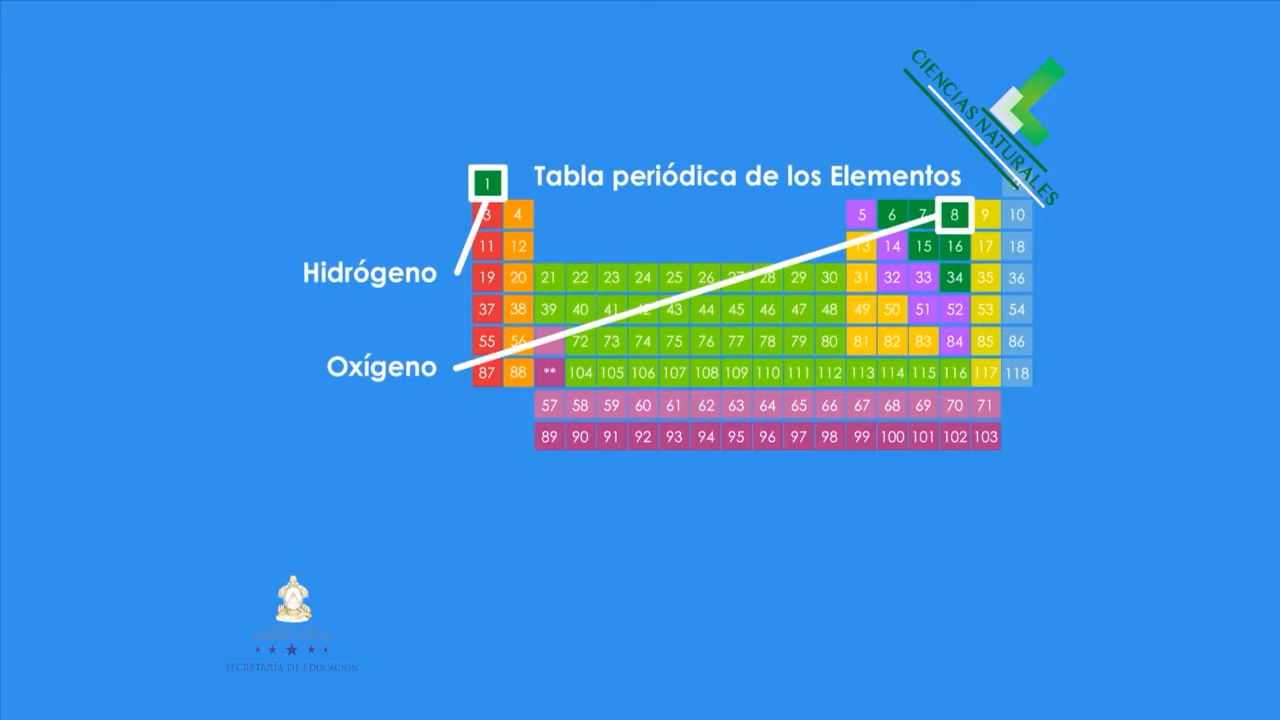 CIENCIAS NATURALES
1 Tabla periódica de los Elementos
3 4 5 6 7 8 9 10
Hidrógeno
11 12 13 14 15 16 17 18
19 20 21 22 23 24 25 26 27 28 29 30 31 32 33 34 35 36
37 38 39 40 41 42 43 44 45 46 47 48 49 50 51 52 53 54
55 56 72 73 74 75 76 77 78 79 80 81 82 83 84 85 86
Oxígeno
87 88 ** 104 105 106 107 108 109 110 111 112 113 114 115 116 117 118
57 58 59 60 61 62 63 64 65 66 67 68 69 70 71
89 90 91 92 93 94 95 96 97 98 99 100 101 102 103
SECRETARÍA DE EDUCACIÓN